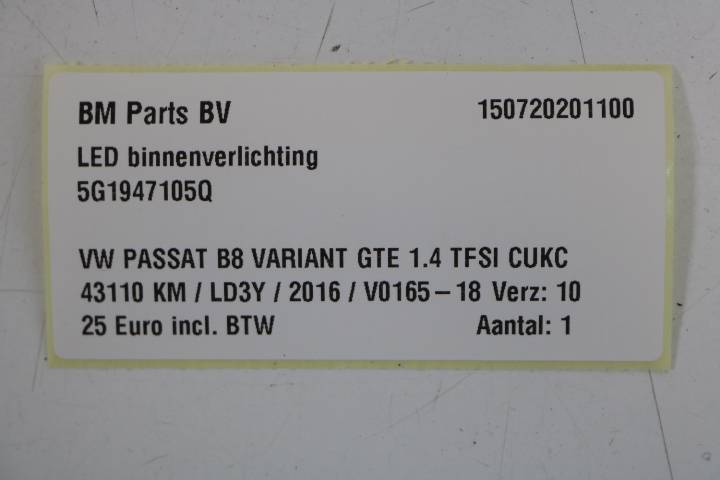 BM Parts BV 150720201100
LED binnenverlichting
5G1947105Q
VW PASSAT B8 VARIANT GTE 1.4 TFSI CUKC
43110 KM / LD3Y / 2016 / V0165-18 Verz: 10
25 Euro incl. BTW Aantal: 1